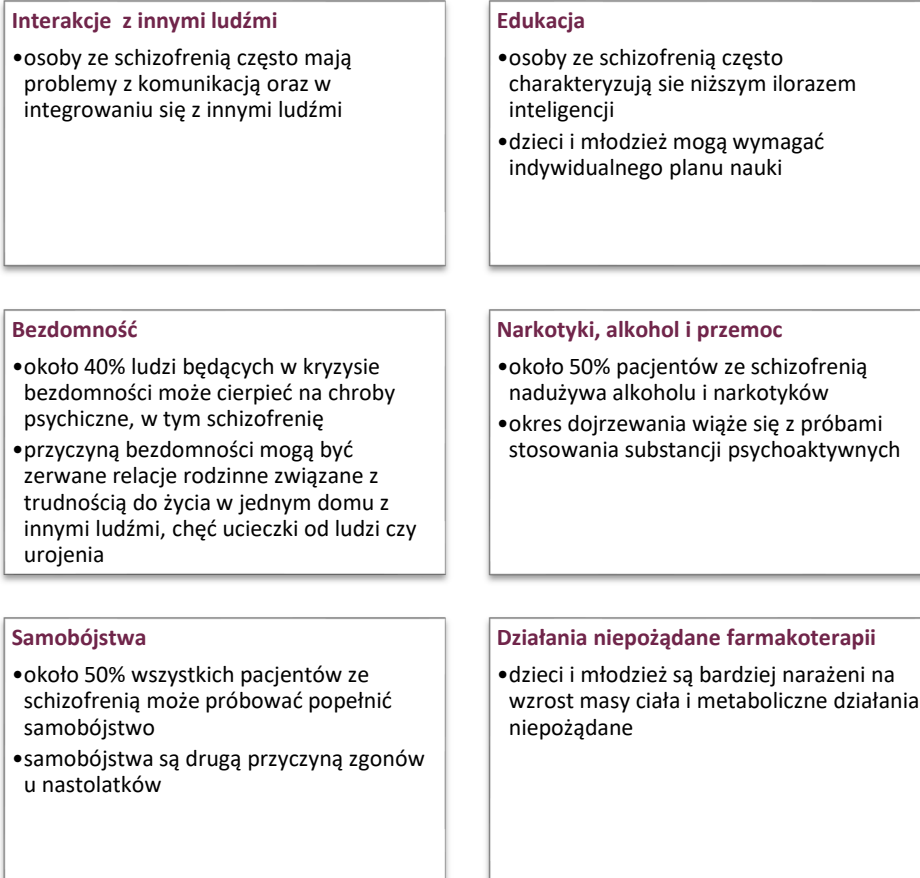 Interakcje z innymi ludźmi
•osoby ze schizofrenią często mają
problemy z komunikacją oraz w
integrowaniu się z innymi ludźmi
Edukacja
•osoby ze schizofrenią często
charakteryzują sie niższym ilorazem
inteligencji
•dzieci i młodzież mogą wymagać
indywidualnego planu nauki
Bezdomność
•około 40% ludzi będących w kryzysie
bezdomności może cierpieć na chroby
psychiczne, w tym schizofrenię
•przyczyną bezdomności mogą być
zerwane relacje rodzinne związane z
trudnością do życia w jednym domu z
innymi ludźmi, chęć ucieczki od ludzi czy
urojenia
Narkotyki, alkohol i przemoc
•około 50% pacjentów ze schizofrenią
nadużywa alkoholu i narkotyków
•okres dojrzewania wiąże się z próbami
stosowania substancji psychoaktywnych
Samobójstwa
•około 50% wszystkich pacjentów ze
schizofrenią może próbować popełnić
samobójstwo
•samobójstwa są drugą przyczyną zgonów
u nastolatków
Działania niepożądane farmakoterapii
•dzieci i młodzież są bardziej narażeni na
wzrost masy ciała i metaboliczne działania
niepożądane